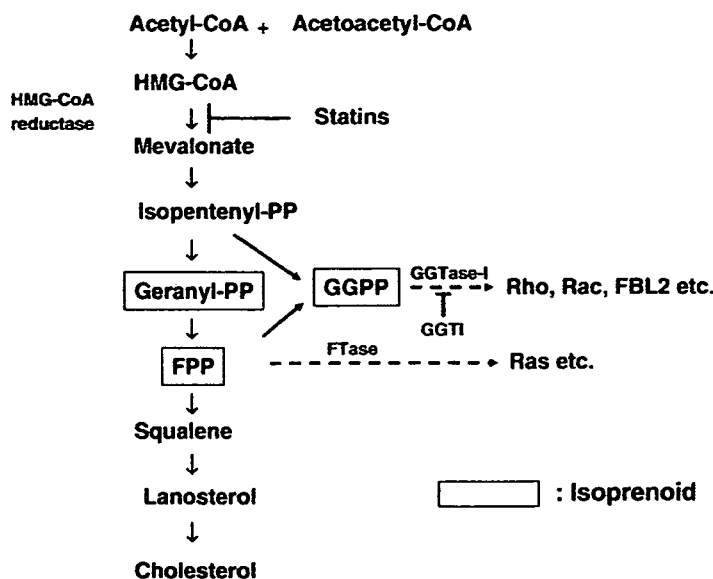 Acetyl-CoA + Acetoacetyl-CoA
HMG-CoA
HMG-CoA
reductase
Statins
Mevalonate
Isopentenyl-PP
Geranyl-PP
GGPP
GGTase-I
Rho, Rac, FBL2 etc.
GGTI
FPP
FTase
Ras etc.
Squalene
Lanosterol
: Isoprenoid
Cholesterol